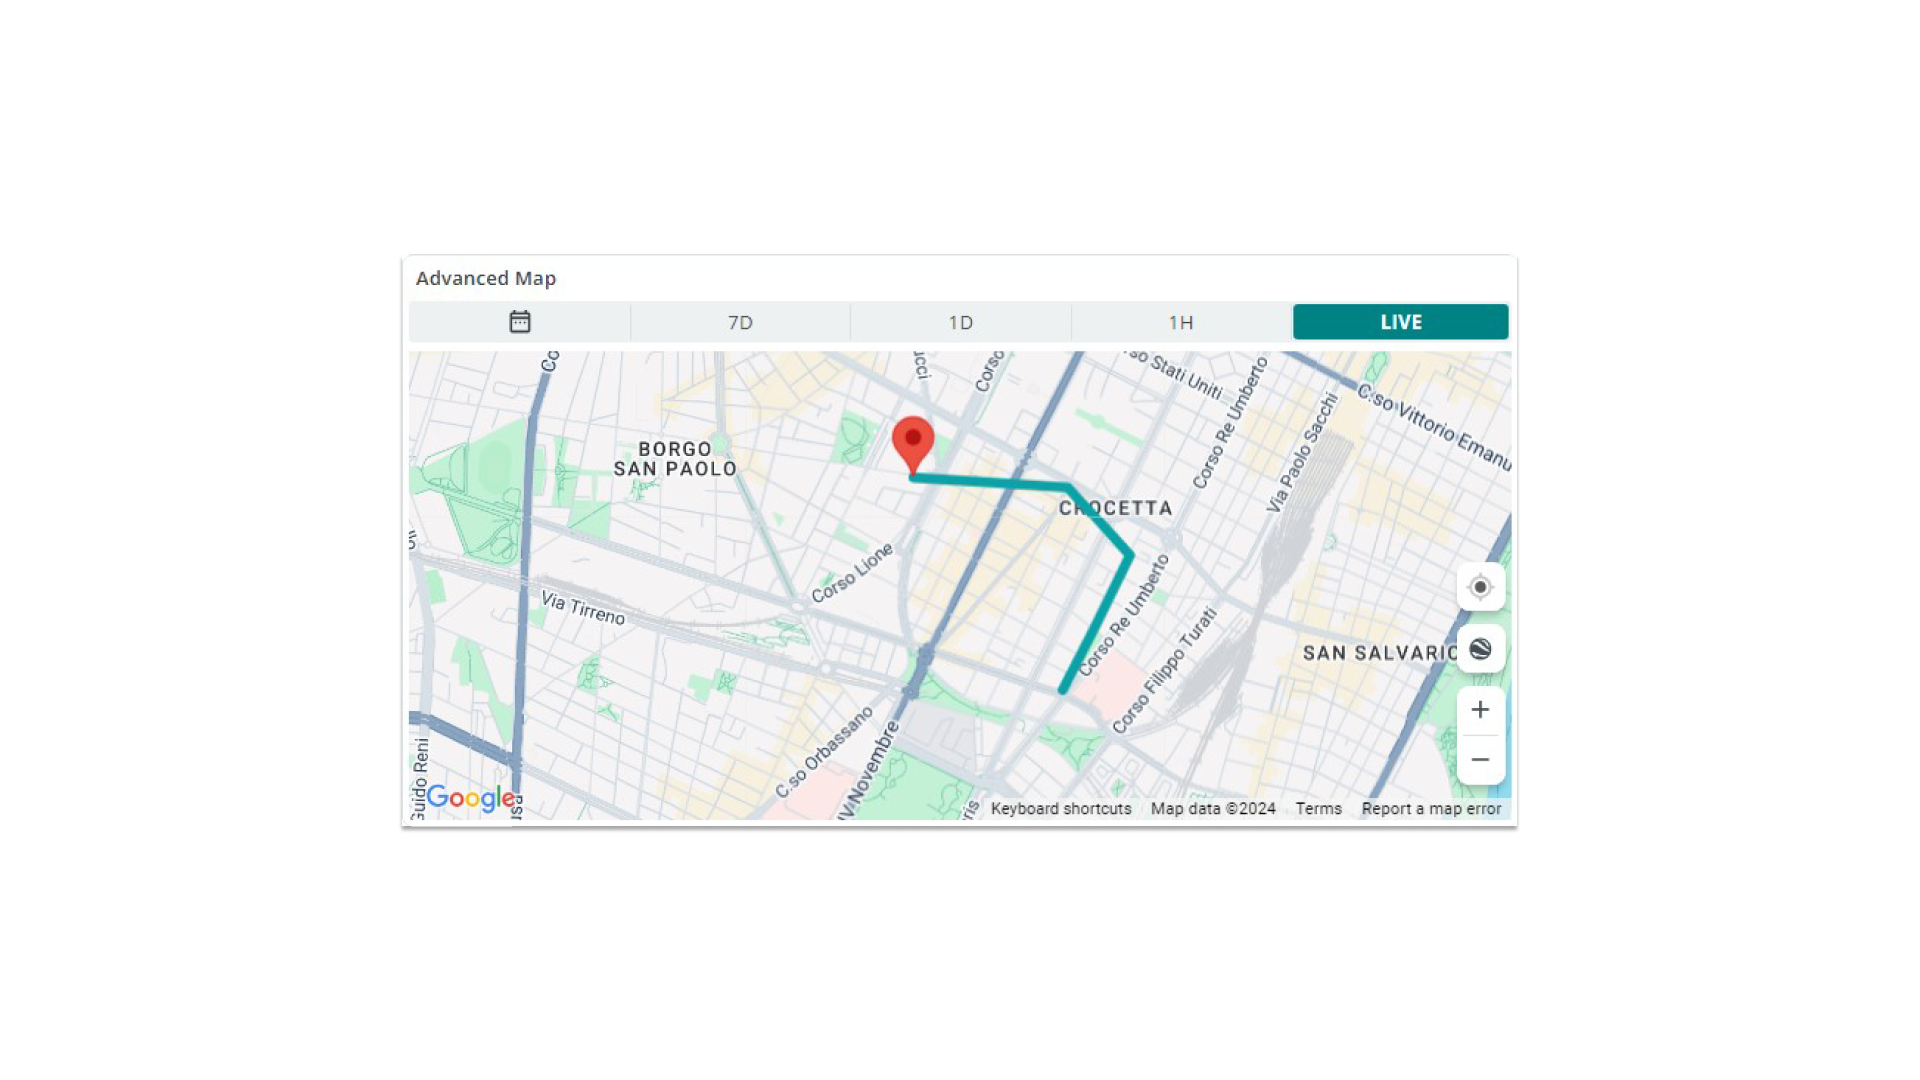 Advanced Map
7D
1D
1H
LIVE
Co
ucci
Corso
so Stati Uniti
Corso Re Umberto
Via Paolo Sacchi
C.so Vittorio Emanu
BORGO
SAN PAOLO
CROCETTA
Corso Lione
Via Tirreno
Corso Re Umberto
Corso Filippo Turati
SAN SALVARIO
C.so Orbassano
IV Novembre
Guido Reni
Google
Keyboard shortcuts
Map data ©2024
Terms
Report a map error